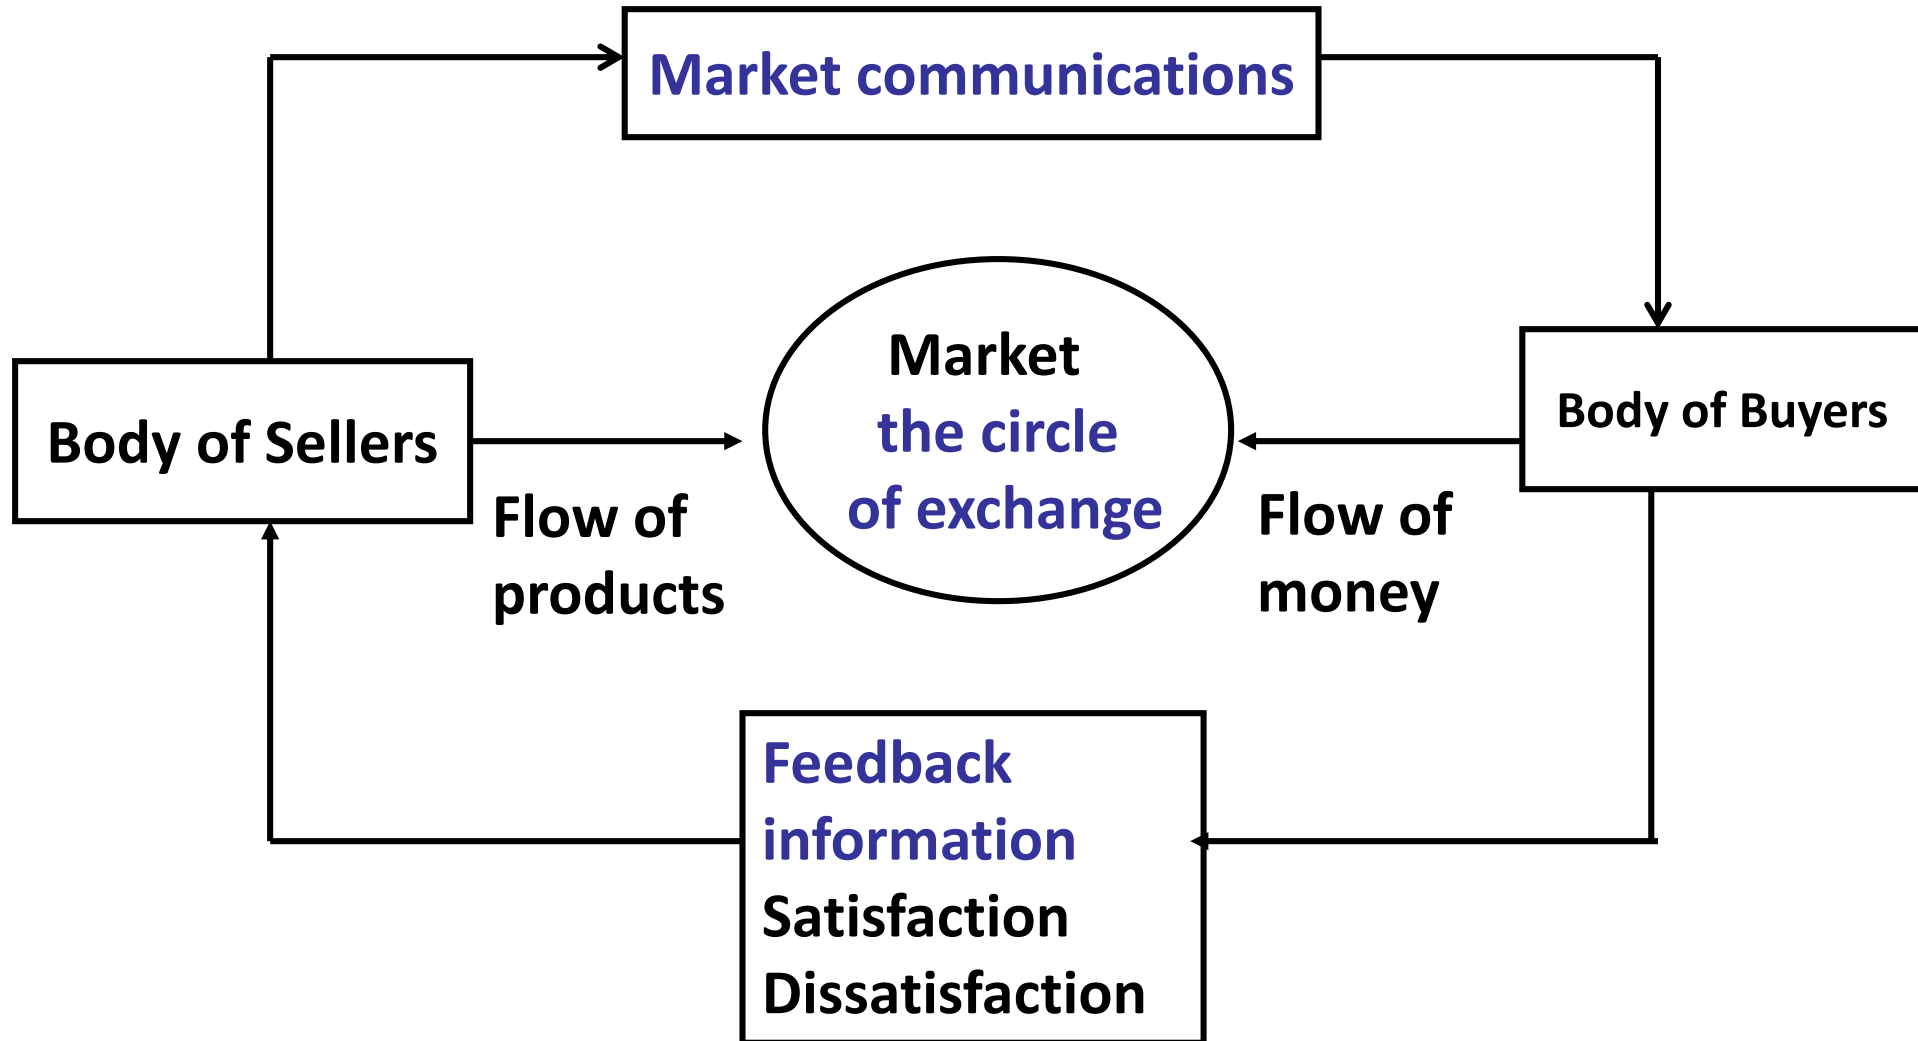 Market communications
Market
the circle
of exchange
Body of Sellers
Body of Buyers
Flow of
products
Flow of
money
Feedback
information
Satisfaction
Dissatisfaction